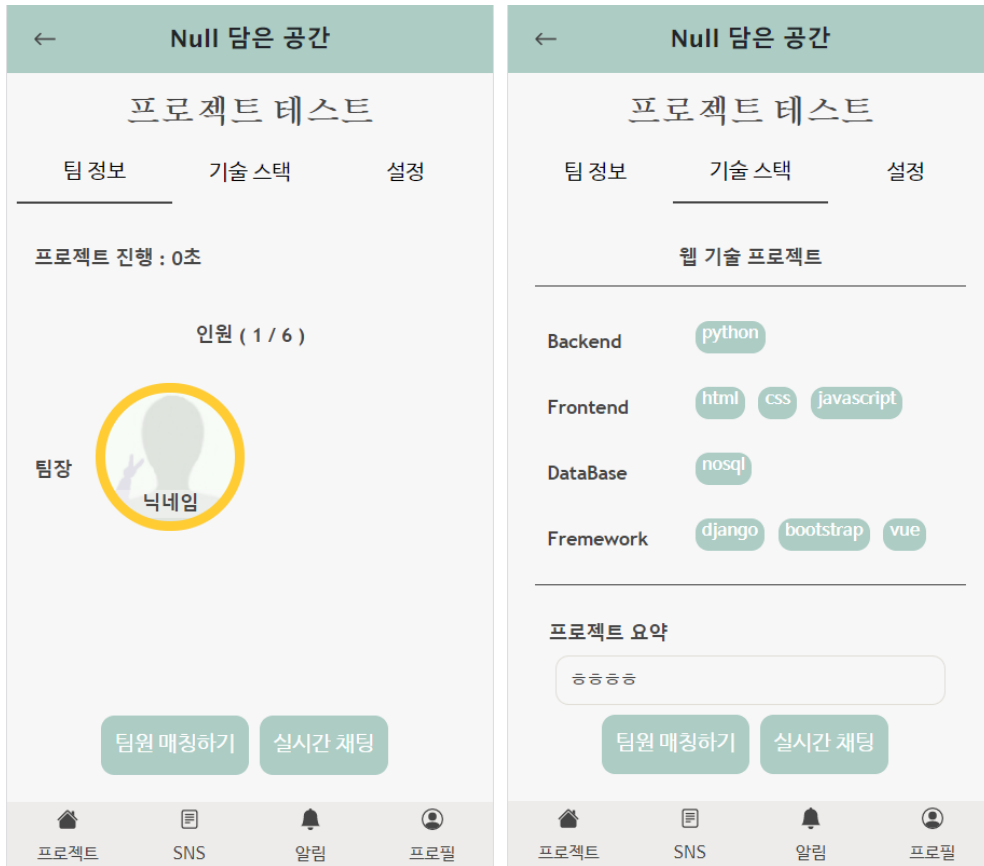 ← Null 담은 공간
프로젝트 테스트
팀 정보 기술 스택 설정
프로젝트 진행 : 0초
인원 ( 1 / 6 )
팀장
닉네임
팀원 매칭하기 실시간 채팅
프로젝트 SNS 알림 프로필
← Null 담은 공간
프로젝트 테스트
팀 정보 기술 스택 설정
웹 기술 프로젝트
Backend python
Frontend html css javascript
DataBase nosql
Fremework django bootstrap vue
프로젝트 요약
ㅎㅎㅎㅎ
팀원 매칭하기 실시간 채팅
프로젝트 SNS 알림 프로필